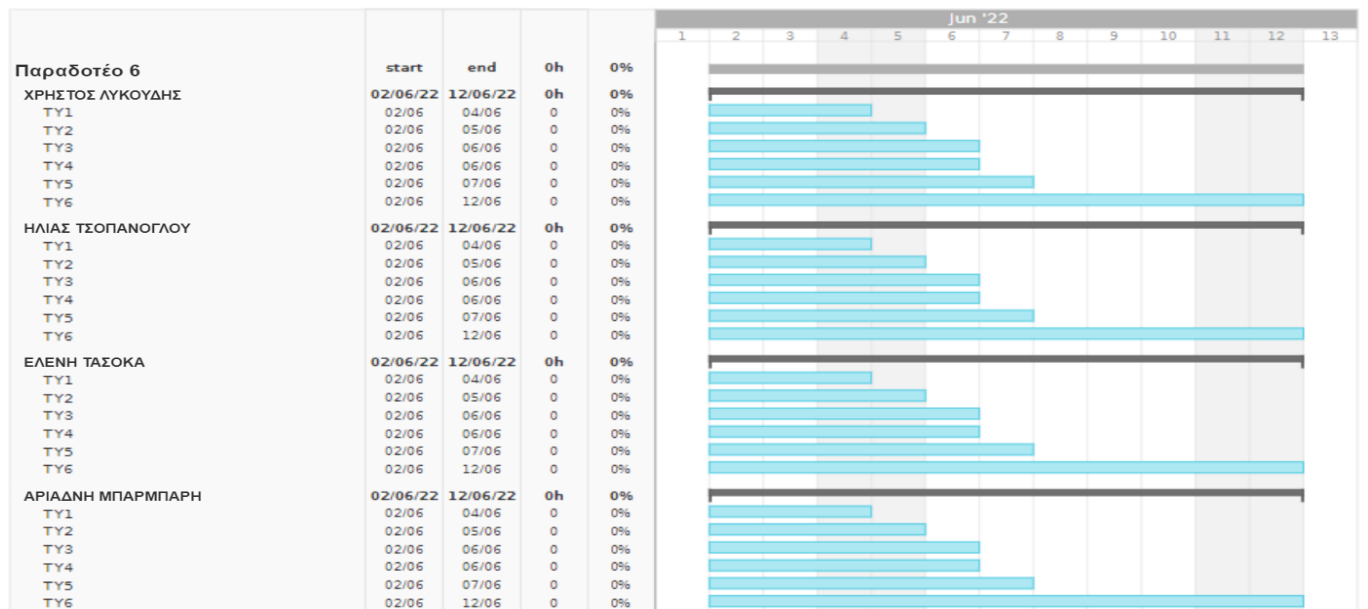 Jun '22
1 2 3 4 5 6 7 8 9 10 11 12 13
Παραδοτέο 6 start end 0h 0%
ΧΡΗΣΤΟΣ ΛΥΚΟΥΔΗΣ 02/06/22 12/06/22 0h 0%
ΤΥ1 02/06 04/06 0 0%
ΤΥ2 02/06 05/06 0 0%
ΤΥ3 02/06 06/06 0 0%
ΤΥ4 02/06 06/06 0 0%
ΤΥ5 02/06 07/06 0 0%
ΤΥ6 02/06 12/06 0 0%
ΗΛΙΑΣ ΤΣΟΠΑΝΟΓΛΟΥ 02/06/22 12/06/22 0h 0%
ΤΥ1 02/06 04/06 0 0%
ΤΥ2 02/06 05/06 0 0%
ΤΥ3 02/06 06/06 0 0%
ΤΥ4 02/06 06/06 0 0%
ΤΥ5 02/06 07/06 0 0%
ΤΥ6 02/06 12/06 0 0%
ΕΛΕΝΗ ΤΑΣΟΚΑ 02/06/22 12/06/22 0h 0%
ΤΥ1 02/06 04/06 0 0%
ΤΥ2 02/06 05/06 0 0%
ΤΥ3 02/06 06/06 0 0%
ΤΥ4 02/06 06/06 0 0%
ΤΥ5 02/06 07/06 0 0%
ΤΥ6 02/06 12/06 0 0%
ΑΡΙΑΔΝΗ ΜΠΑΡΜΠΑΡΗ 02/06/22 12/06/22 0h 0%
ΤΥ1 02/06 04/06 0 0%
ΤΥ2 02/06 05/06 0 0%
ΤΥ3 02/06 06/06 0 0%
ΤΥ4 02/06 06/06 0 0%
ΤΥ5 02/06 07/06 0 0%
ΤΥ6 02/06 12/06 0 0%